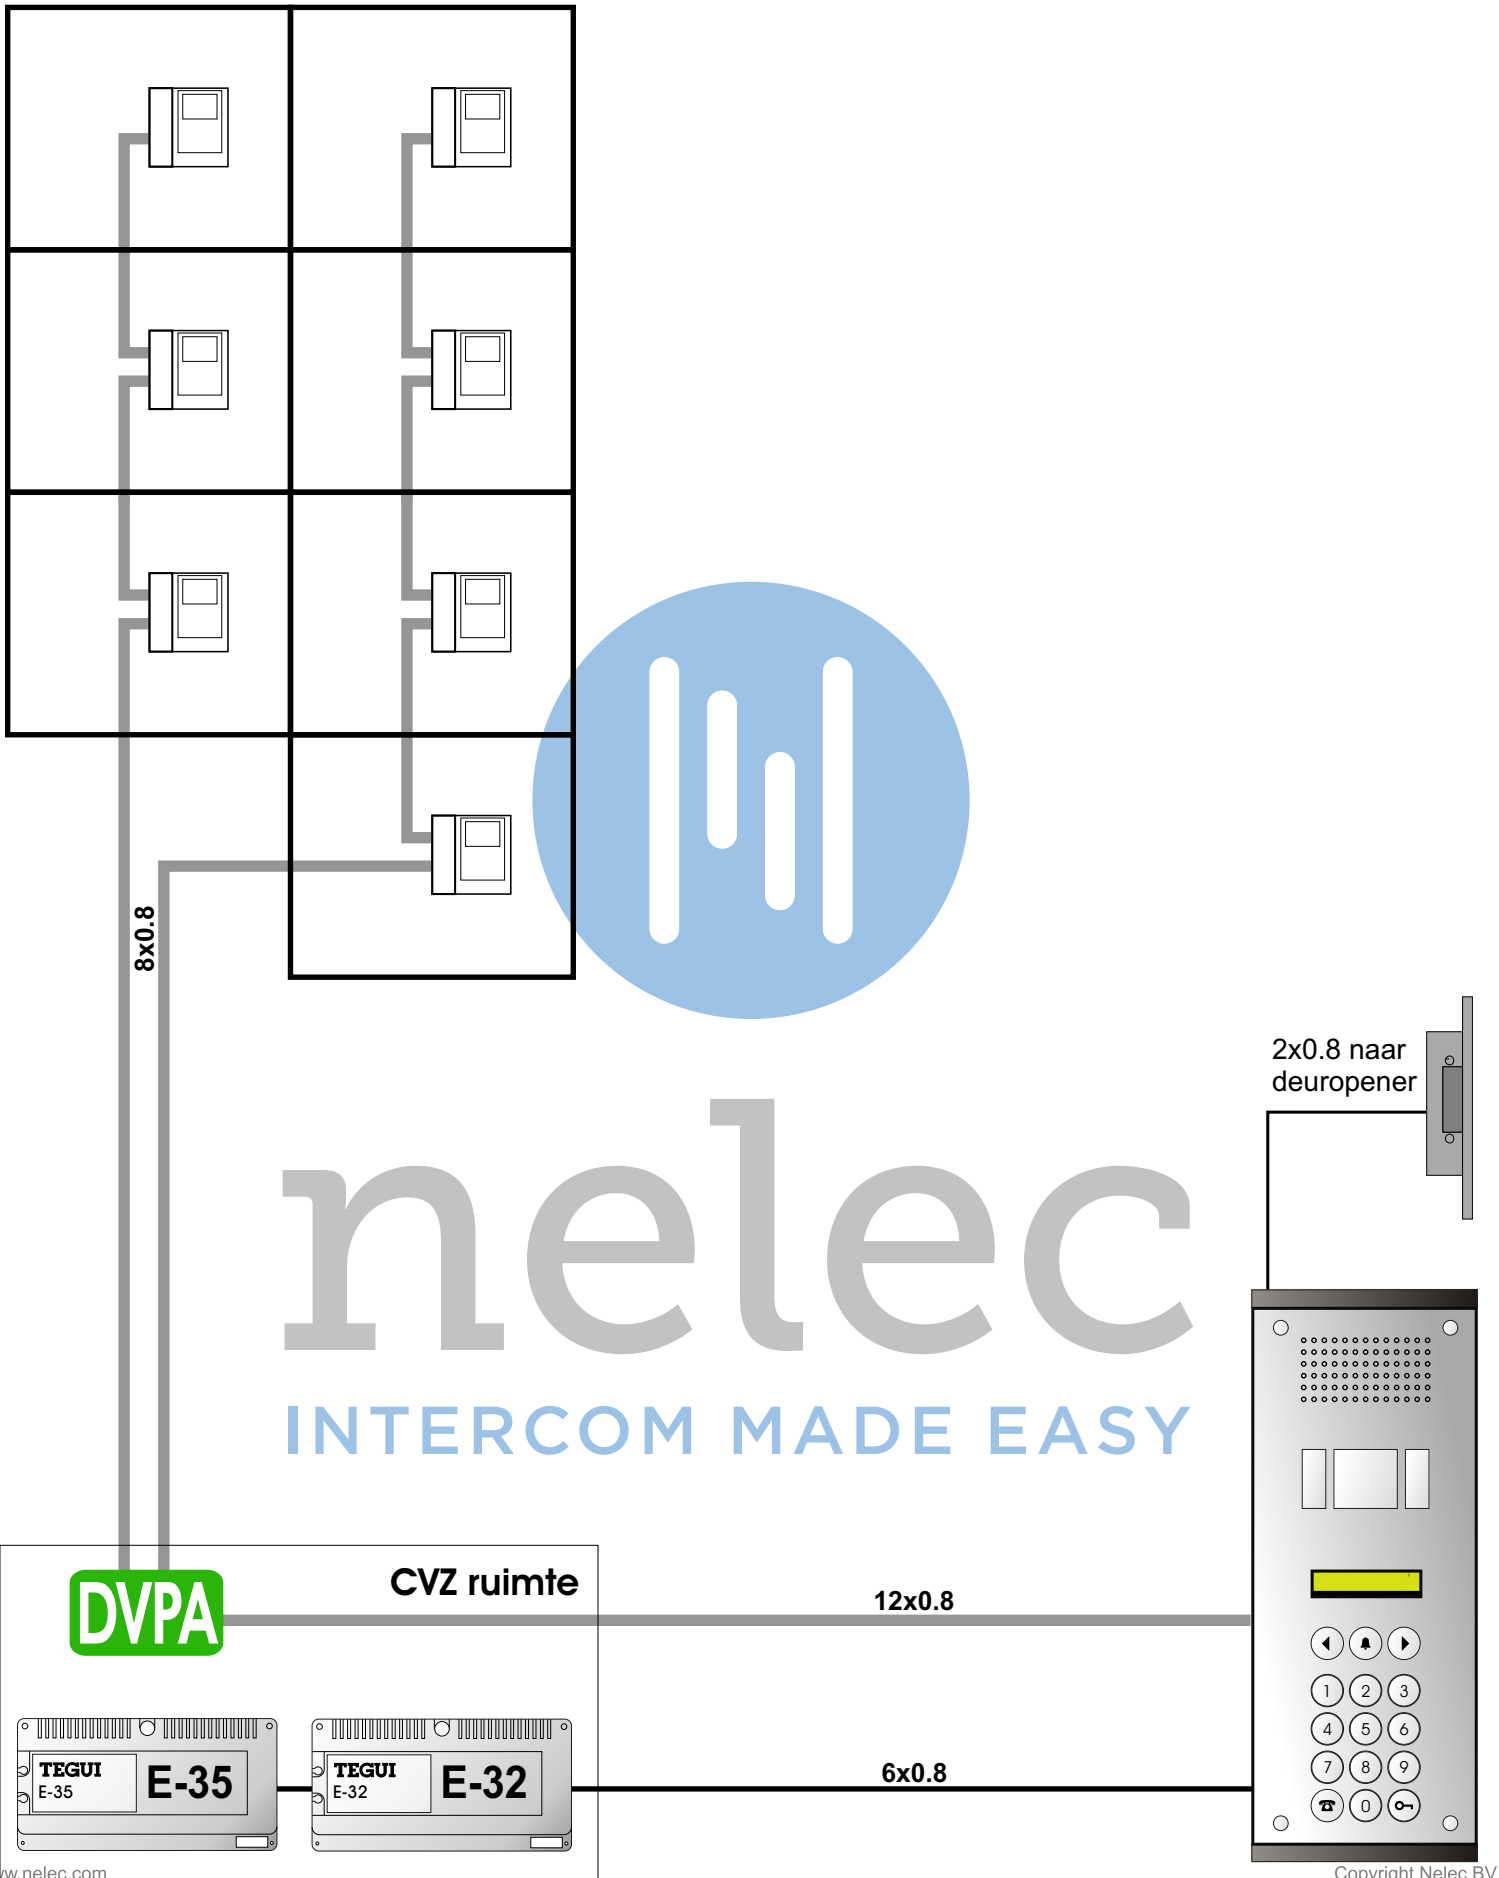 8x0.8
2x0.8 naar
deuropener
nelec
INTERCOM MADE EASY
CVZ ruimte
DVPA
12x0.8
1 2 3
4 5 6
7 8 9
0
TEGUI
E-35
E-35
TEGUI
E-32
E-32
6x0.8
w.nelec.com
Copyright Nelec BV